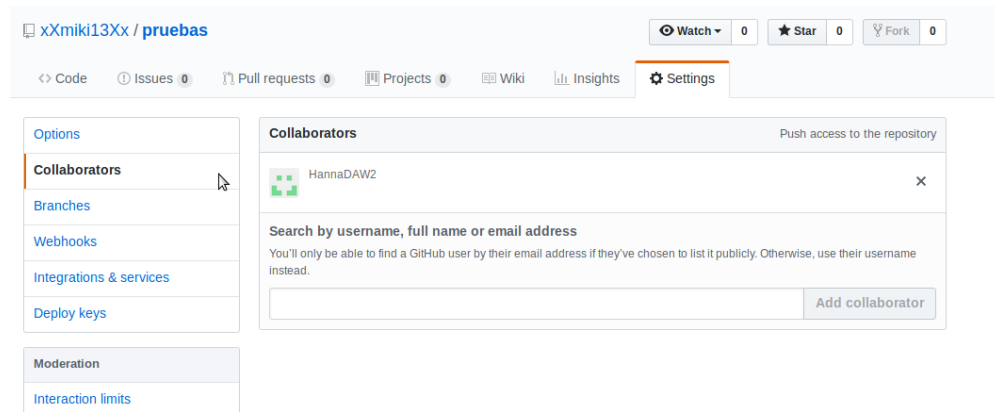 xXmiki13Xx / pruebas
Watch 0 Star 0 Fork 0
Code Issues 0 Pull requests 0 Projects 0 Wiki Insights Settings
Options
Collaborators
Branches
Webhooks
Integrations & services
Deploy keys
Moderation
Interaction limits
Collaborators Push access to the repository
HannaDAW2
Search by username, full name or email address
You'll only be able to find a GitHub user by their email address if they've chosen to list it publicly. Otherwise, use their username
instead.
Add collaborator